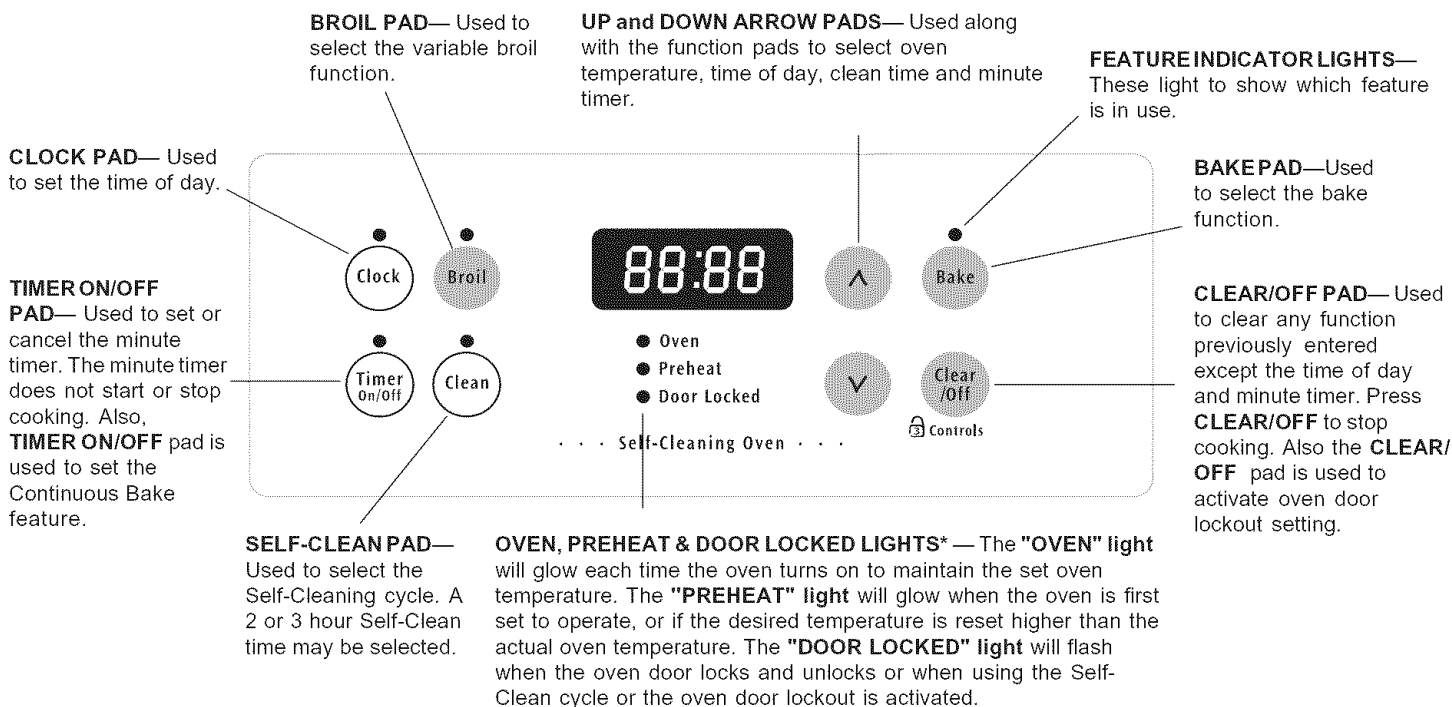 BROIL PAD— Used to
select the variable broil
function.
UP and DOWN ARROW PADS— Used along
with the function pads to select oven
temperature, time of day, clean time and minute
timer.
FEATURE INDICATOR LIGHTS—
These light to show which feature
is in use.
CLOCK PAD— Used
to set the time of day.
BAKE PAD—Used
to select the bake
function.
TIMER ON/OFF
PAD— Used to set or
cancel the minute
timer. The minute timer
does not start or stop
cooking. Also,
TIMER ON/OFF pad is
used to set the
Continuous Bake
feature.
Clock
Broil
88:88
^
Bake
Timer
On/Off
Clean
Oven
Preheat
Door Locked
v
Clear
/Off
3 Controls
· · · Self-Cleaning Oven · · ·
CLEAR/OFF PAD— Used
to clear any function
previously entered
except the time of day
and minute timer. Press
CLEAR/OFF to stop
cooking. Also the CLEAR/
OFF pad is used to
activate oven door
lockout setting.
SELF-CLEAN PAD—
Used to select the
Self-Cleaning cycle. A
2 or 3 hour Self-Clean
time may be selected.
OVEN, PREHEAT & DOOR LOCKED LIGHTS* — The "OVEN" light
will glow each time the oven turns on to maintain the set oven
temperature. The "PREHEAT" light will glow when the oven is first
set to operate, or if the desired temperature is reset higher than the
actual oven temperature. The "DOOR LOCKED" light will flash
when the oven door locks and unlocks or when using the Self-
Clean cycle or the oven door lockout is activated.